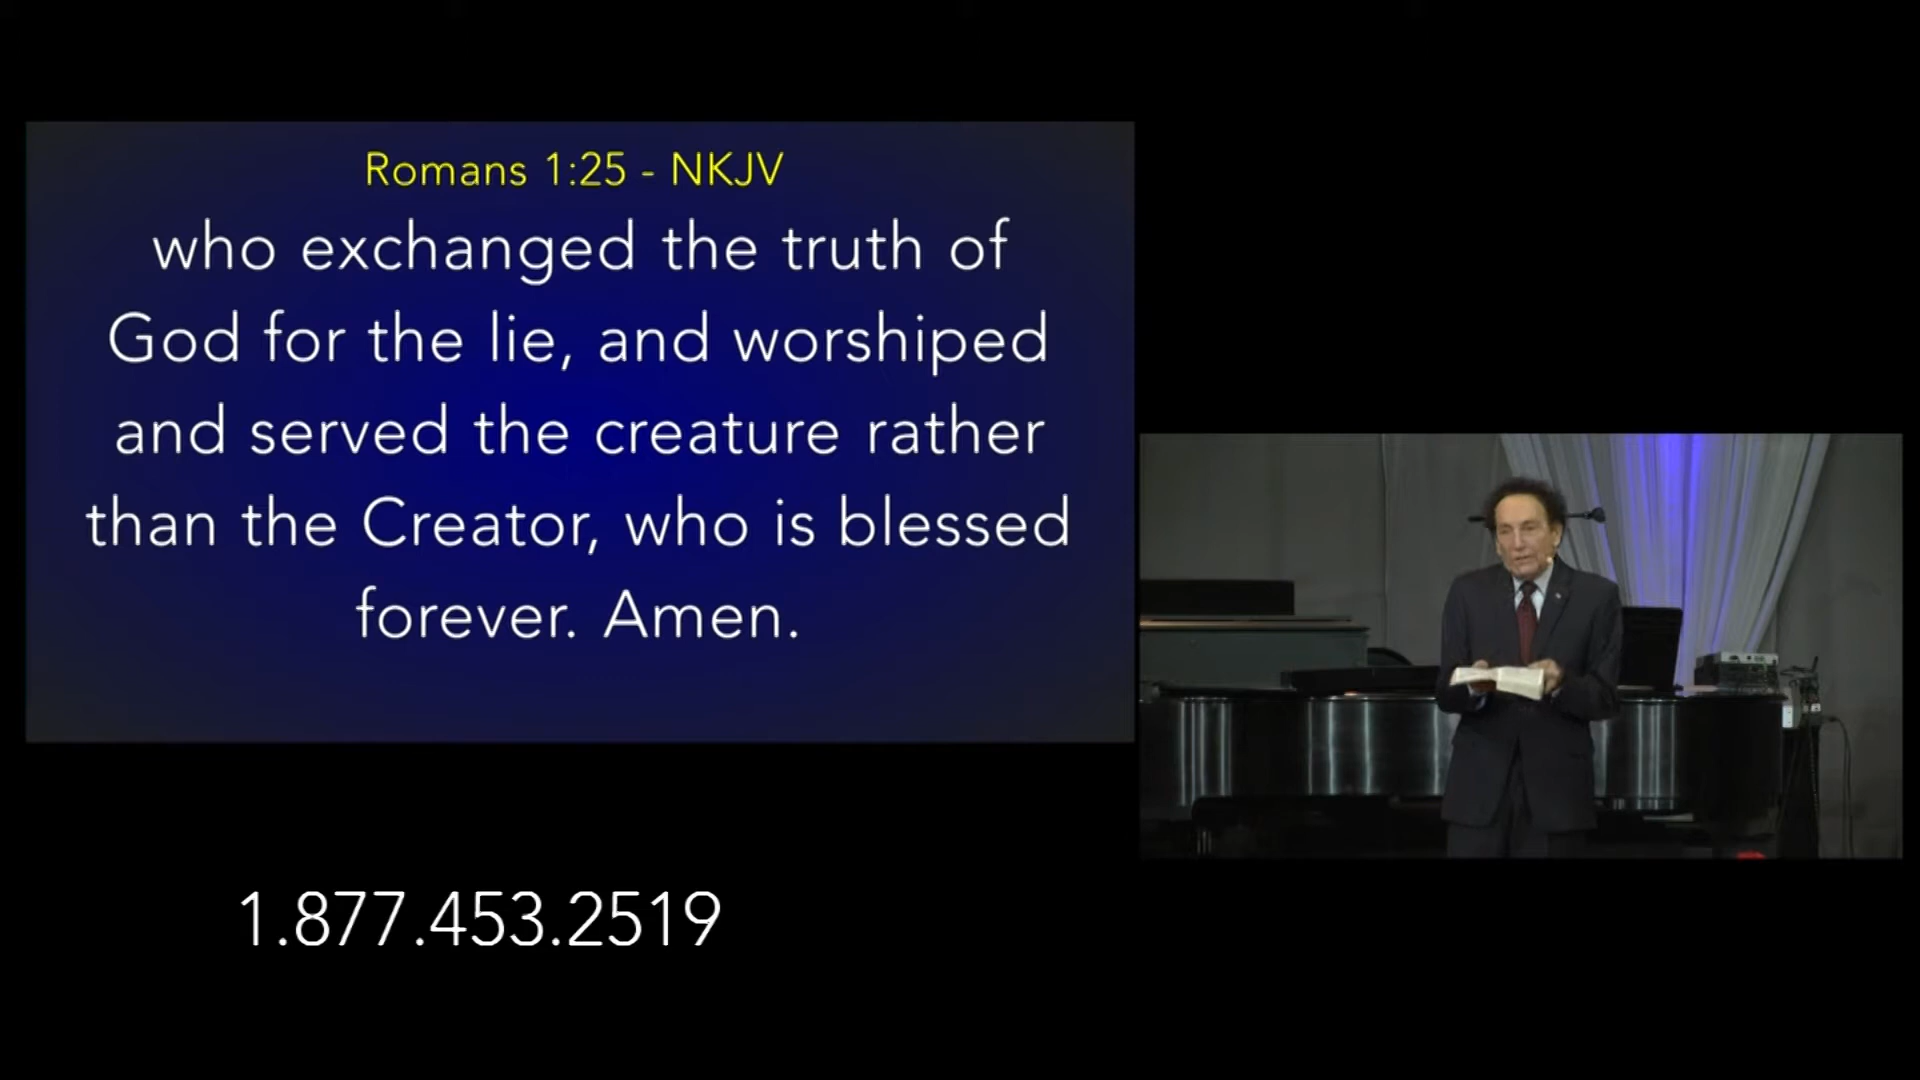 Romans 1:25 - NKJV
who exchanged the truth of
God for the lie, and worshiped
and served the creature rather
than the Creator, who is blessed
forever. Amen.
1.877.453.2519